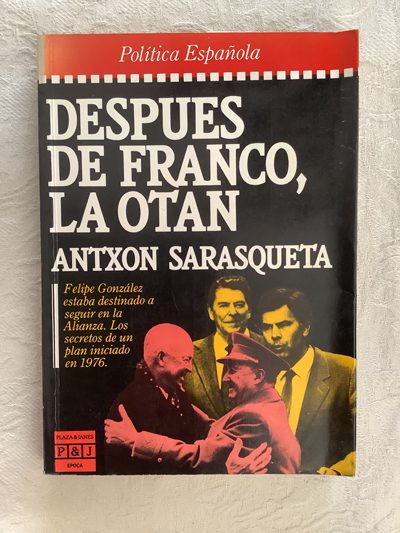 Política Española
DESPUES
DE FRANCO,
LA OTAN
ANTXON SARASQUETA
Felipe González
estaba destinado a
seguir en la
Alianza. Los
secretos de un
plan iniciado
en 1976.
PLAZA & JANES
P & J
EPOCA